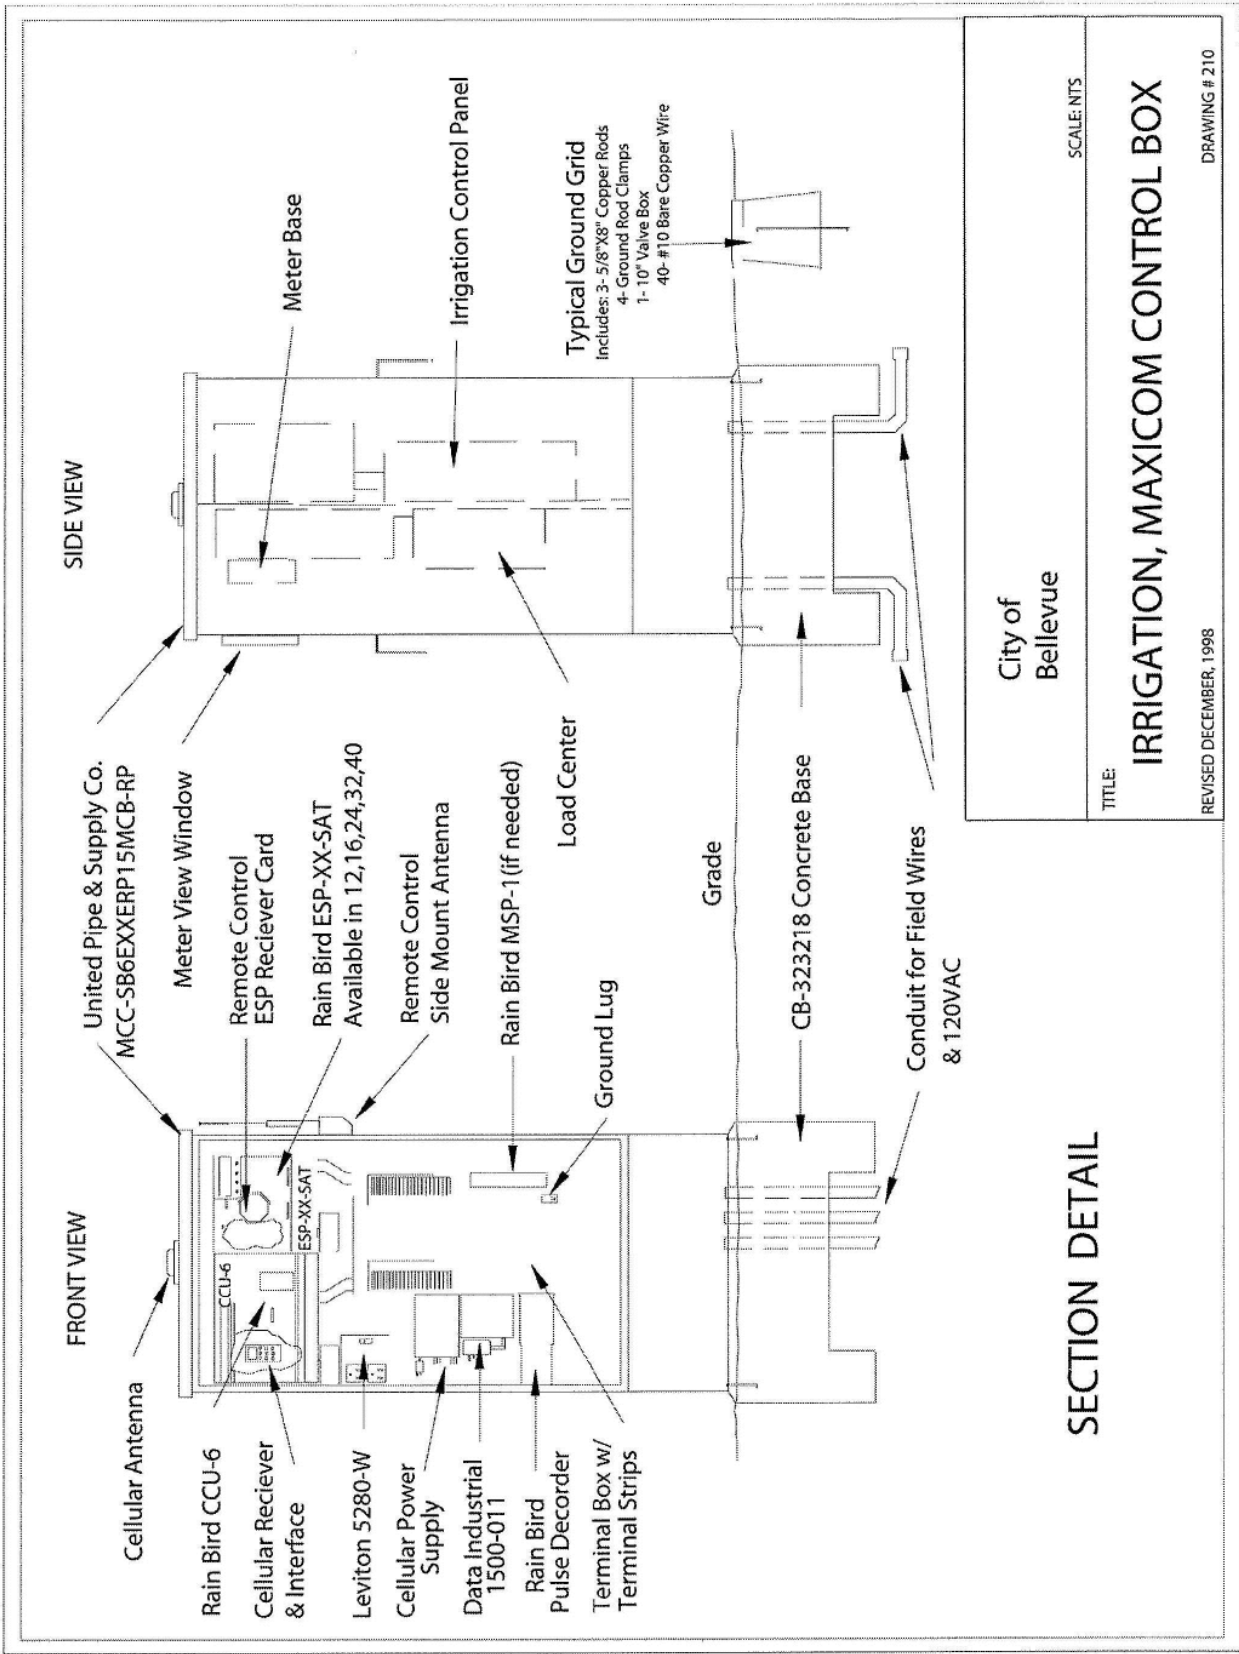 FRONT VIEW
SIDE VIEW
Cellular Antenna
Rain Bird CCU-6
Cellular Reciever
& Interface
Leviton 5280-W
Cellular Power
Supply
Data Industrial
1500-011
Rain Bird
Pulse Decorder
Terminal Box w/
Terminal Strips
CCU-6
ESP-XX-SAT
United Pipe & Supply Co.
MCC-SB6EXXERP15MCB-RP
Meter View Window
Remote Control
ESP Reciever Card
Rain Bird ESP-XX-SAT
Available in 12,16,24,32,40
Remote Control
Side Mount Antenna
Rain Bird MSP-1(if needed)
Ground Lug
Load Center
Grade
CB-323218 Concrete Base
Conduit for Field Wires
& 120VAC
Meter Base
Irrigation Control Panel
Typical Ground Grid
Includes: 3- 5/8"X8" Copper Rods
4- Ground Rod Clamps
1- 10" Valve Box
40- #10 Bare Copper Wire
SECTION DETAIL
City of
Bellevue
SCALE: NTS
TITLE:
IRRIGATION, MAXICOM CONTROL BOX
REVISED DECEMBER, 1998
DRAWING # 210